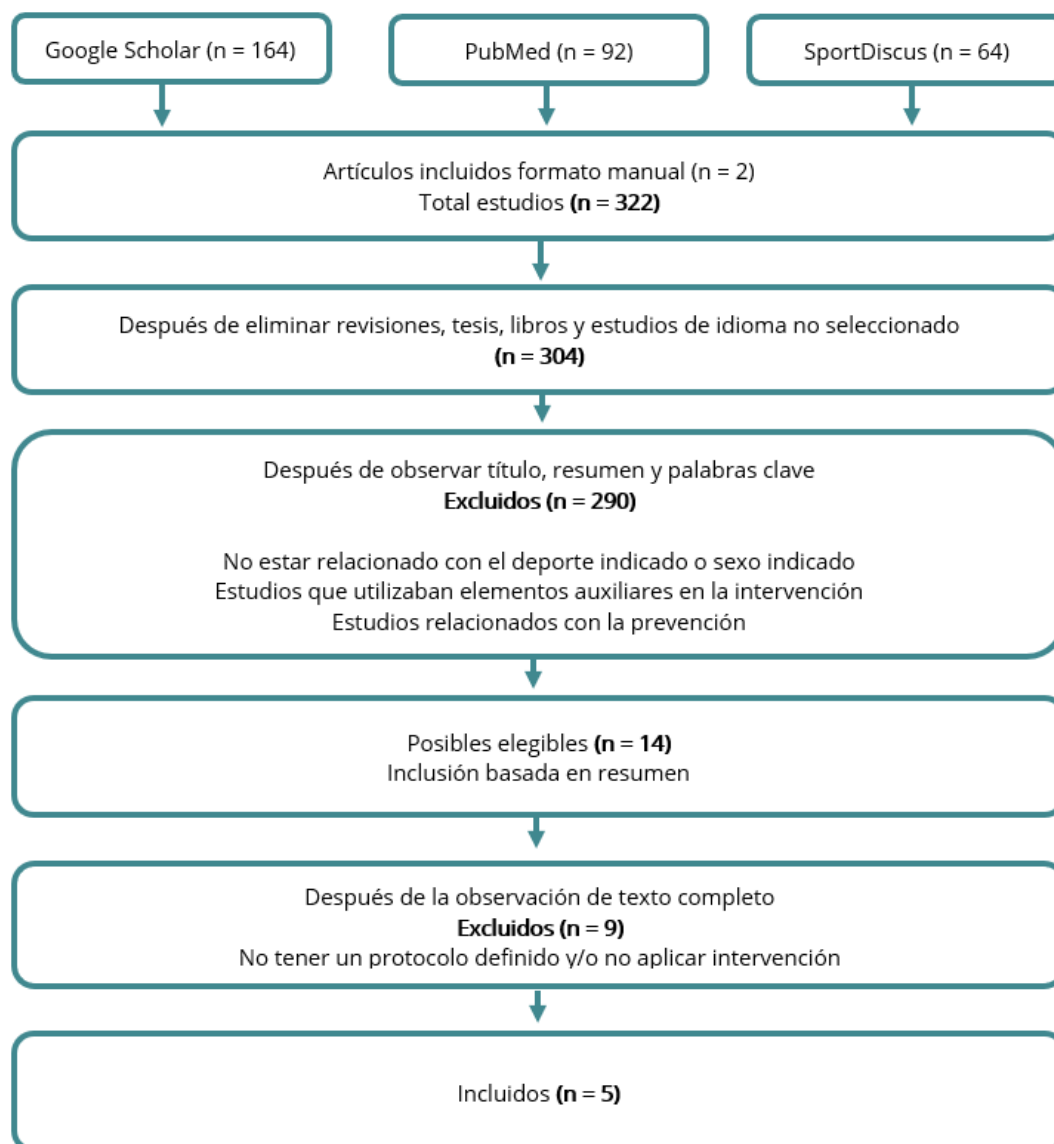 Google Scholar (n = 164)
PubMed (n = 92)
SportDiscus (n = 64)
Artículos incluidos formato manual (n = 2)
Total estudios (n = 322)
Después de eliminar revisiones, tesis, libros y estudios de idioma no seleccionado
(n = 304)
Después de observar título, resumen y palabras clave
Excluidos (n = 290)
No estar relacionado con el deporte indicado o sexo indicado
Estudios que utilizaban elementos auxiliares en la intervención
Estudios relacionados con la prevención
Posibles elegibles (n = 14)
Inclusión basada en resumen
Después de la observación de texto completo
Excluidos (n = 9)
No tener un protocolo definido y/o no aplicar intervención
Incluidos (n = 5)